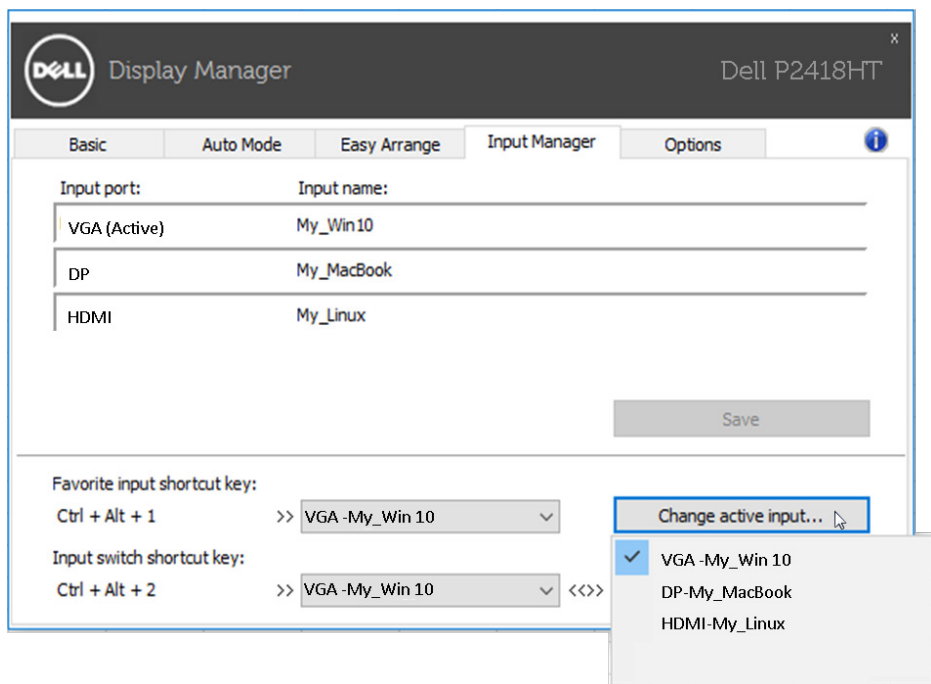 x
DELL Display Manager Dell P2418HT
Basic Auto Mode Easy Arrange Input Manager Options i
Input port: Input name:
VGA (Active) My_Win10
DP My_MacBook
HDMI My_Linux
Save
Favorite input shortcut key:
Ctrl + Alt + 1 >> VGA -My_Win 10 Change active input...
Input switch shortcut key:
Ctrl + Alt + 2 >> VGA -My_Win 10 <<>>
VGA -My_Win 10
DP-My_MacBook
HDMI-My_Linux